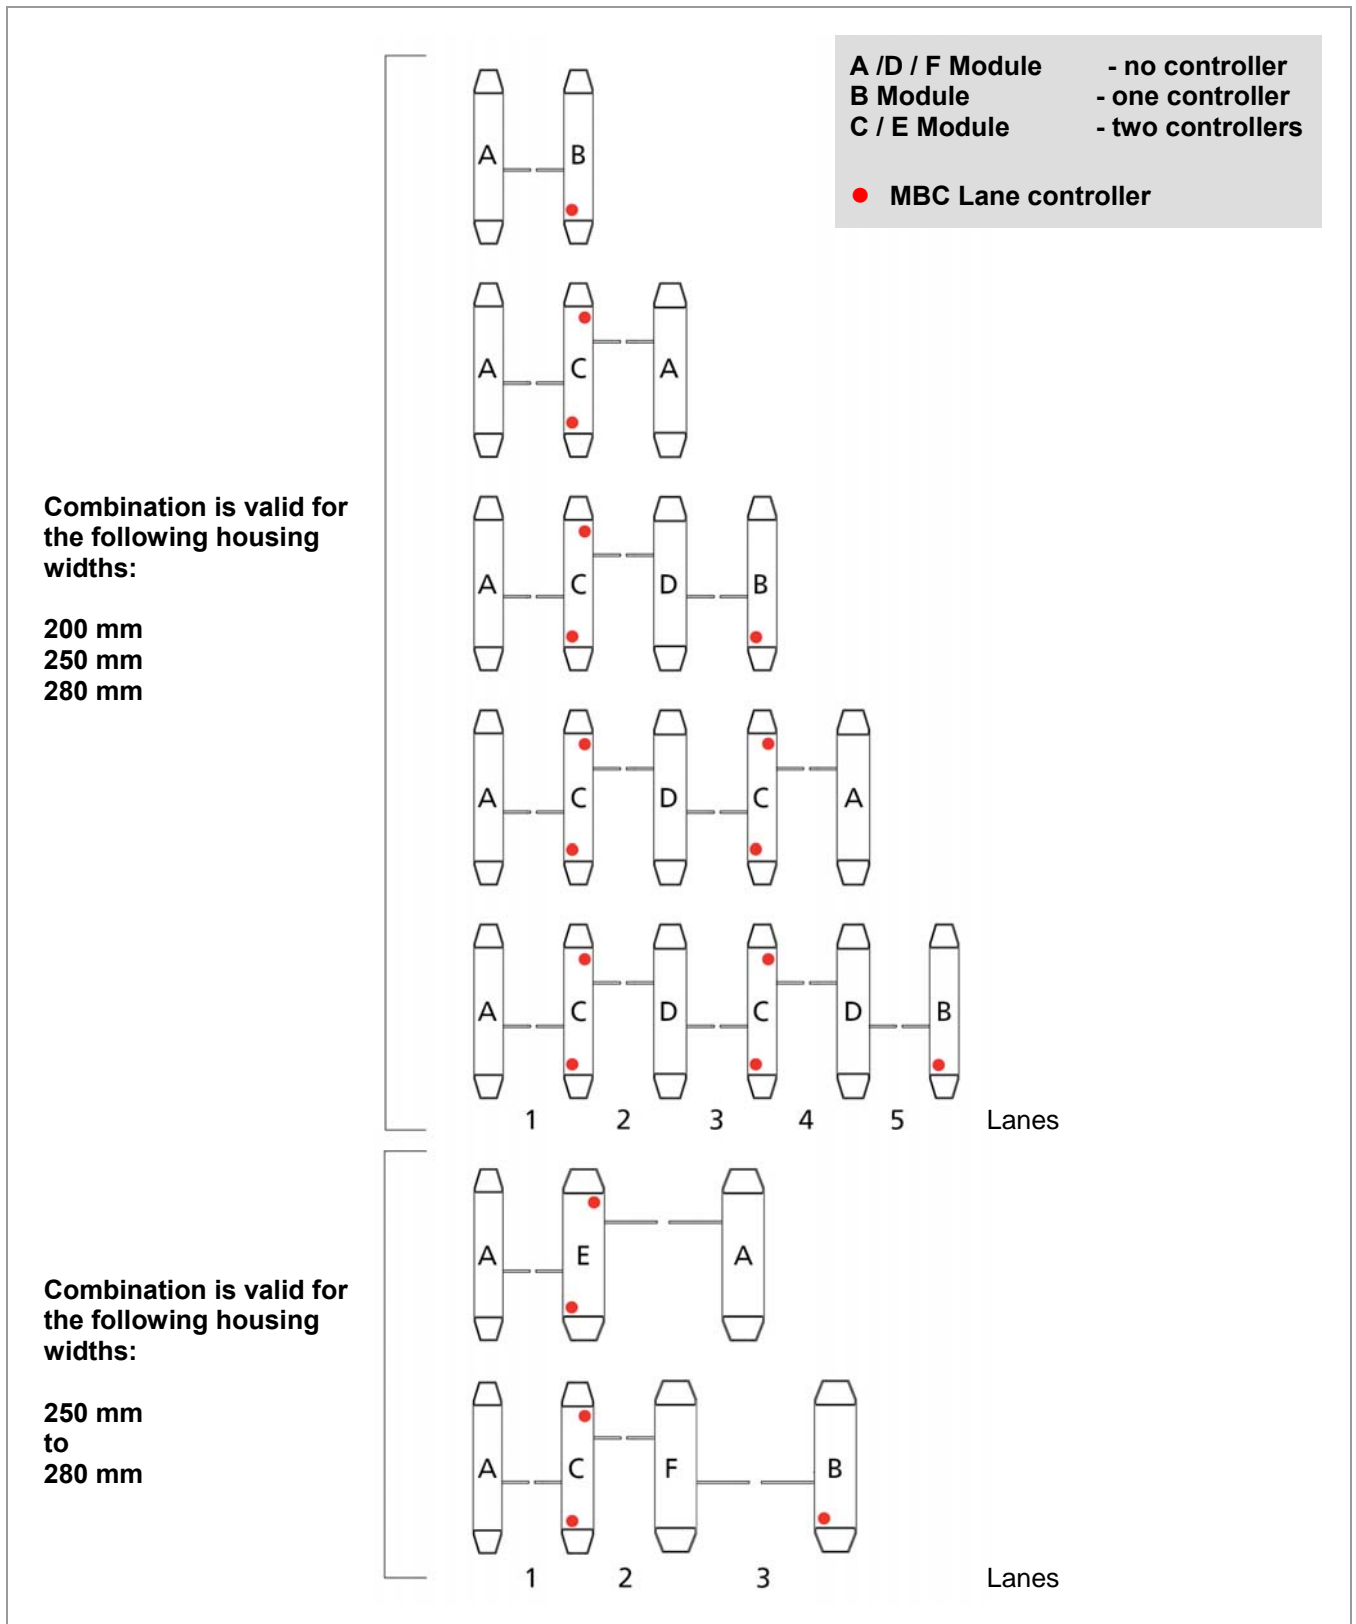 A /D / F Module - no controller
B Module - one controller
C / E Module - two controllers
MBC Lane controller
A B
A C A
Combination is valid for
the following housing
widths:
200 mm
250 mm
280 mm
A C D B
A C D C A
A C D C D B
1 2 3 4 5 Lanes
Combination is valid for
the following housing
widths:
250 mm
to
280 mm
A E A
A C F B
1 2 3 Lanes